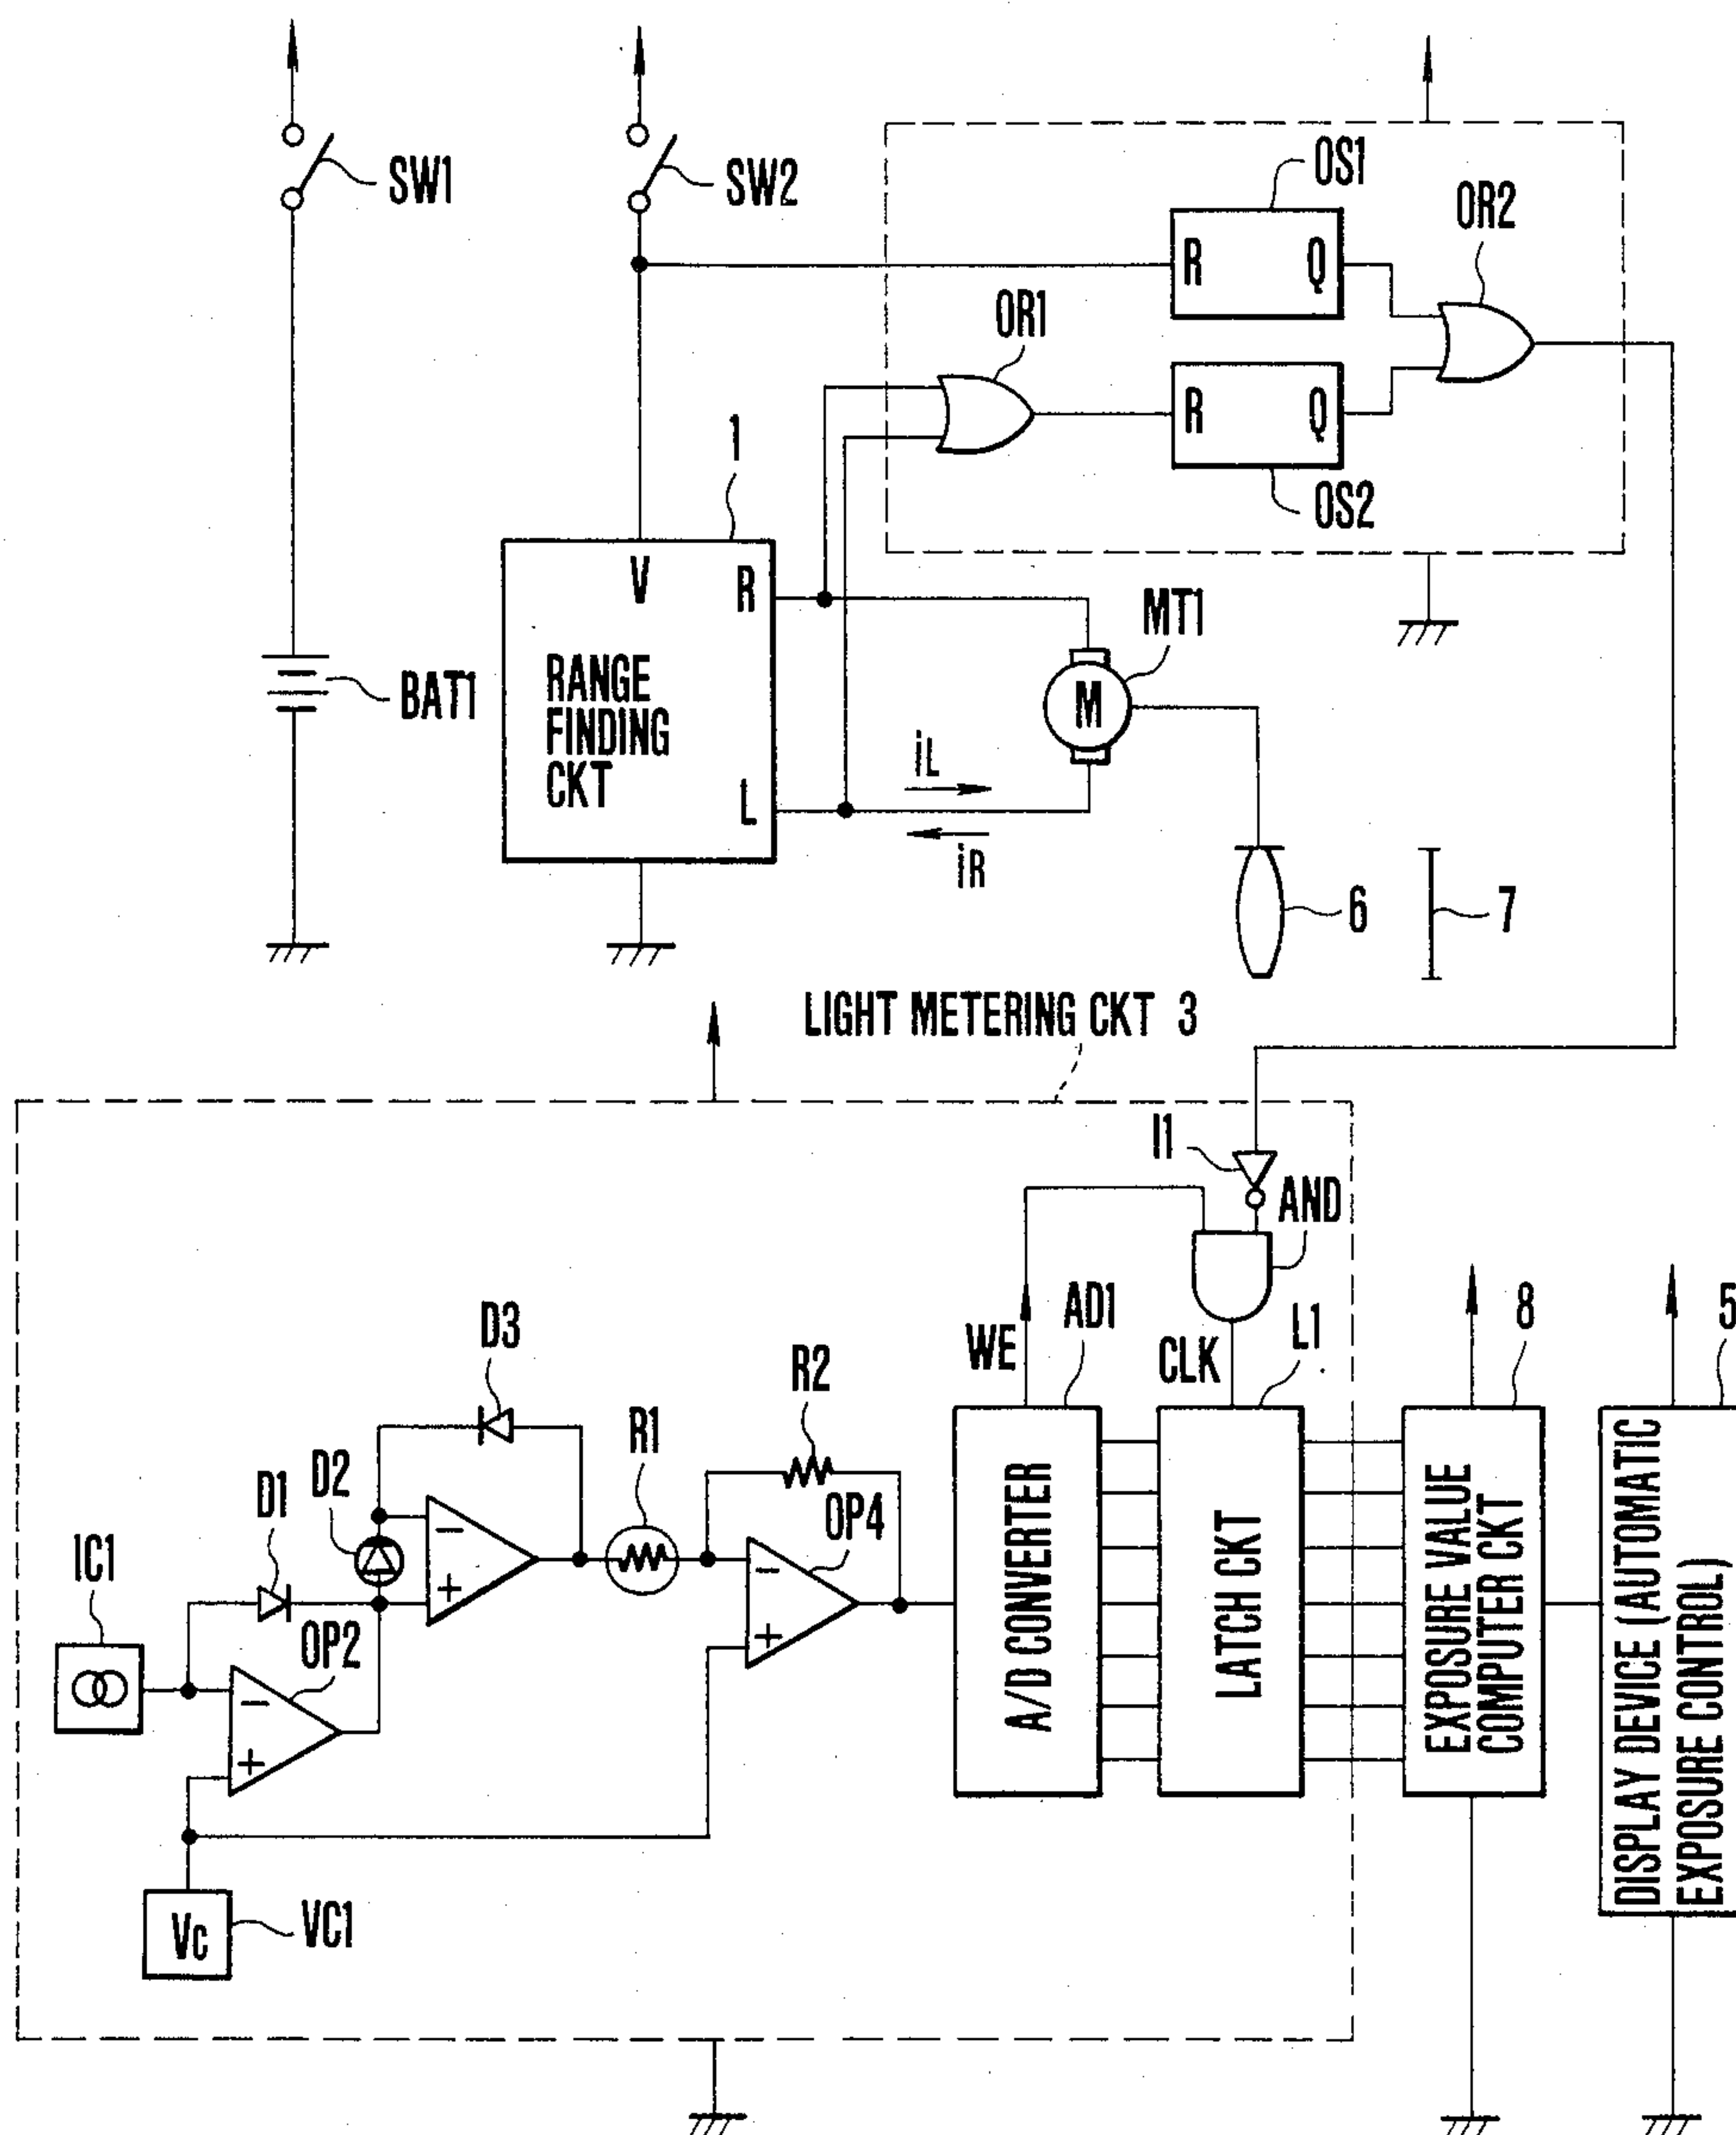 SW1
SW2
OS1
OR2
R
Q
OR1
R
Q
OS2
1
V
R
RANGE
FINDING
CKT
L
BAT1
MT1
M
iL
iR
6
7
LIGHT METERING CKT 3
I1
AND
WE
AD1
CLK
L1
8
5
D3
R1
R2
OP4
D2
D1
IC1
OP2
−
+
−
+
−
+
A/D CONVERTER
LATCH CKT
EXPOSURE VALUE
COMPUTER CKT
DISPLAY DEVICE (AUTOMATIC
EXPOSURE CONTROL)
Vc
VC1